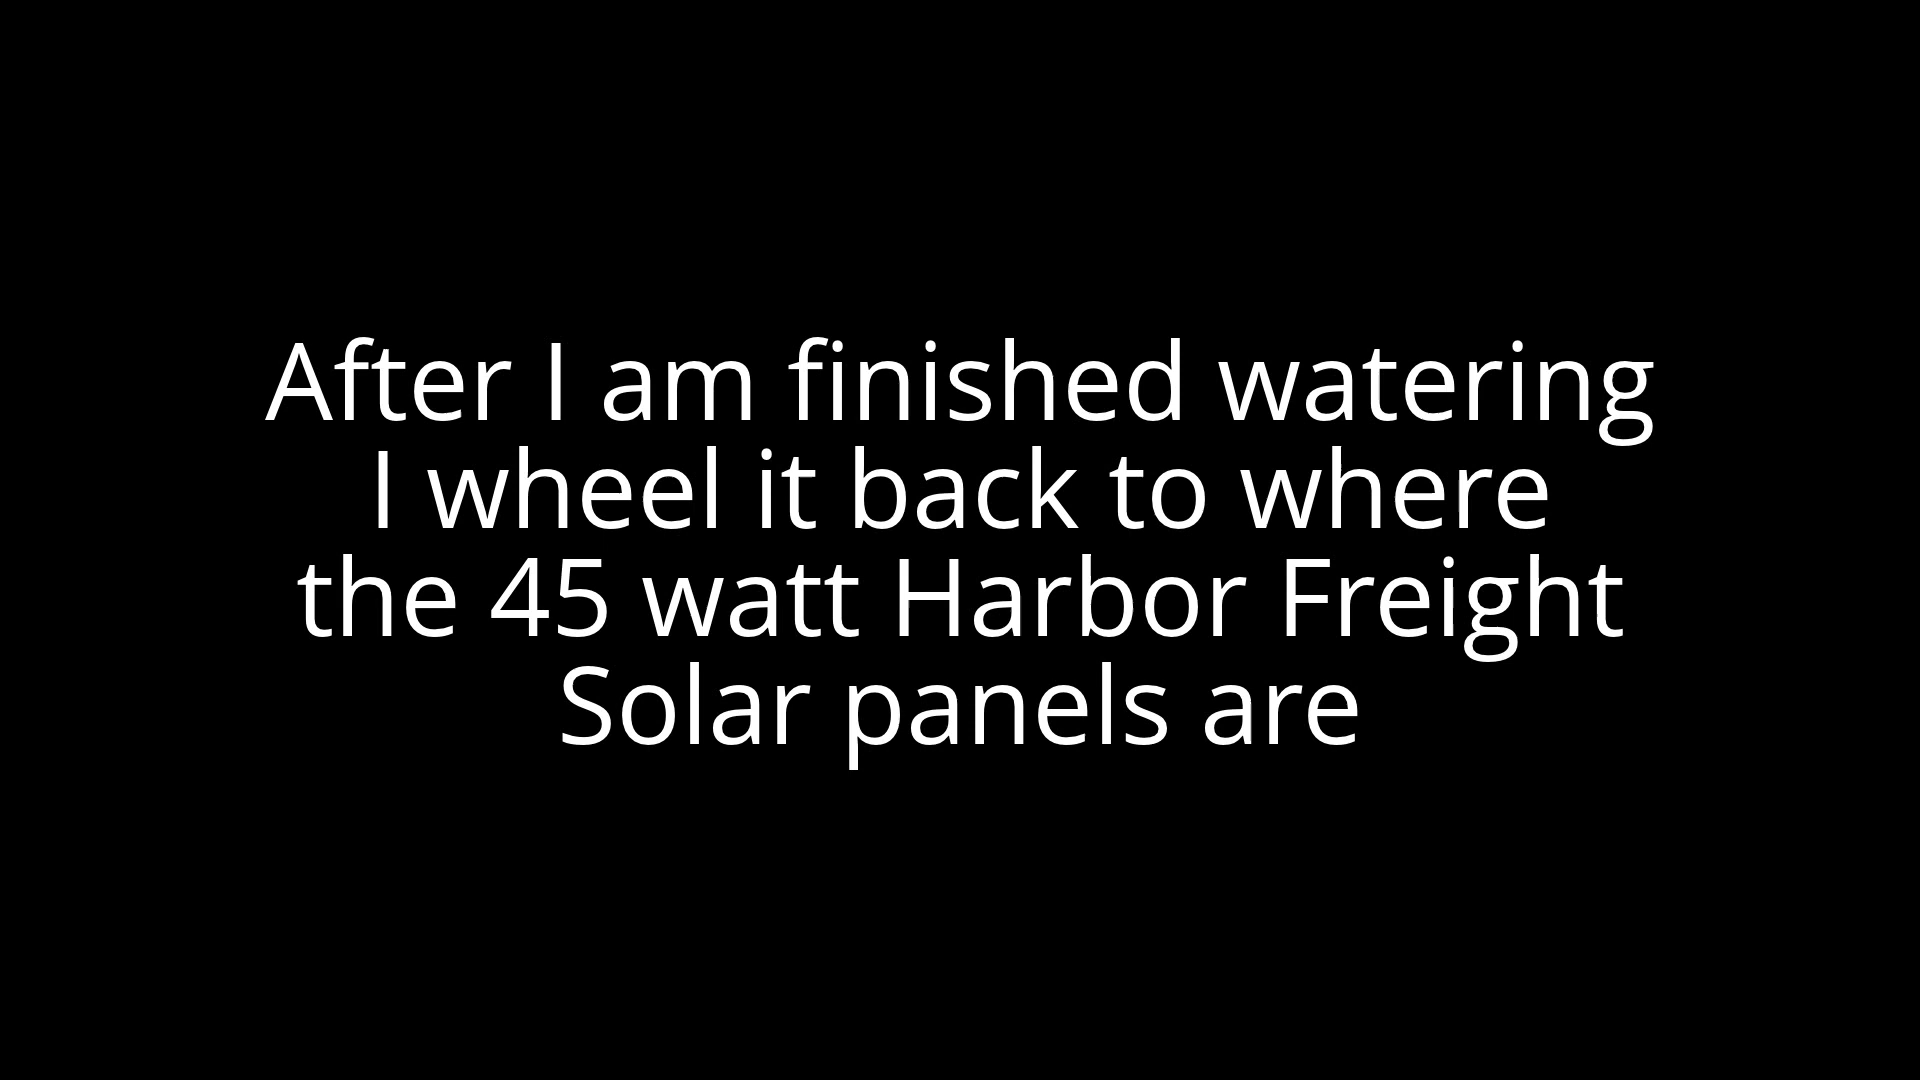 After I am finished watering
I wheel it back to where
the 45 watt Harbor Freight
Solar panels are